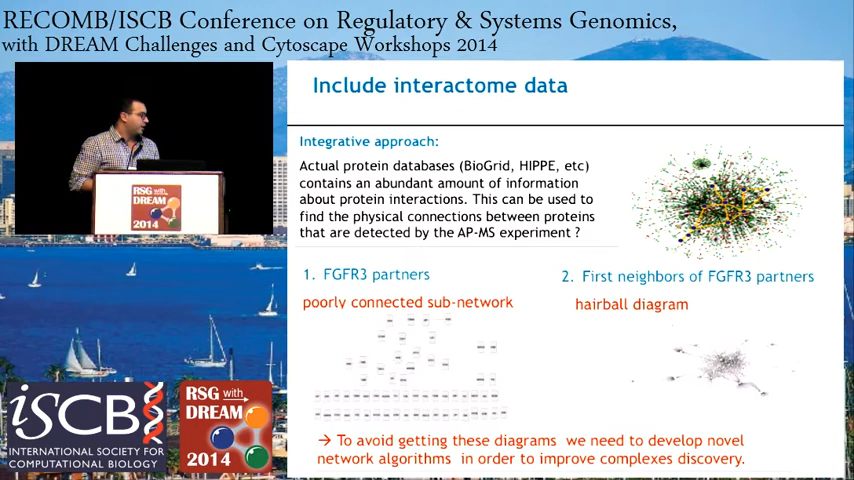 RECOMB/ISCB Conference on Regulatory & Systems Genomics,
with DREAM Challenges and Cytoscape Workshops 2014
Include interactome data
Integrative approach:
Actual protein databases (BioGrid, HIPPE, etc)
contains an abundant amount of information
about protein interactions. This can be used to
find the physical connections between proteins
that are detected by the AP-MS experiment ?
1. FGFR3 partners
poorly connected sub-network
2. First neighbors of FGFR3 partners
hairball diagram
→ To avoid getting these diagrams we need to develop novel
network algorithms in order to improve complexes discovery.
RSG with
DREAM
2014
iSCB
INTERNATIONAL SOCIETY FOR
COMPUTATIONAL BIOLOGY
RSG with
DREAM
2014